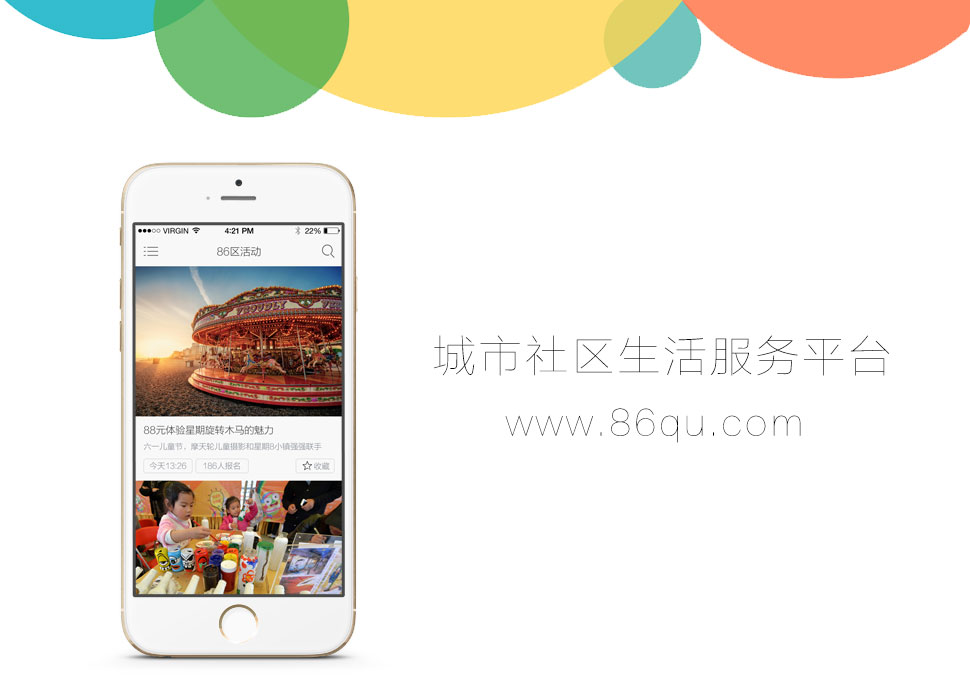 VIRGIN 4:21 PM 22%
86区活动
88元体验星期旋转木马的魅力
六一儿童节，摩天轮儿童摄影和星期8小镇强强联手
今天13:26 186人报名 收藏
城市社区生活服务平台
www.86qu.com